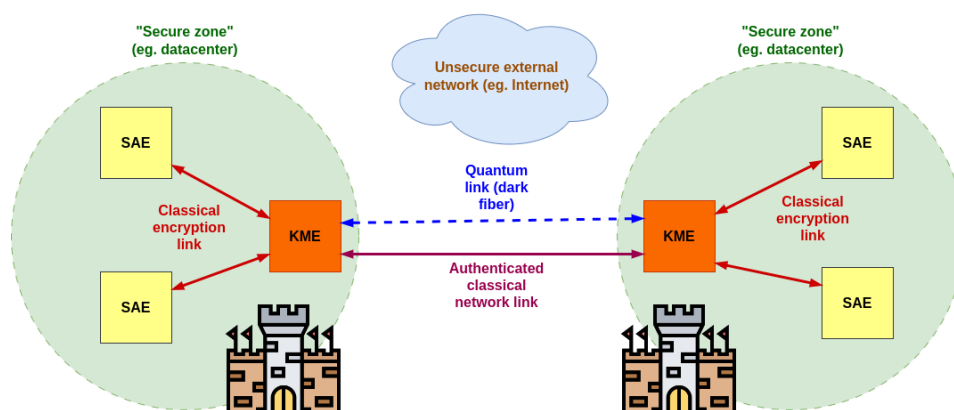 "Secure zone"
(eg. datacenter)
"Secure zone"
(eg. datacenter)
Unsecure external
network (eg. Internet)
SAE
SAE
Quantum
link (dark
fiber)
Classical
encryption
link
KME
KME
Classical
encryption
link
Authenticated
classical
network link
SAE
SAE